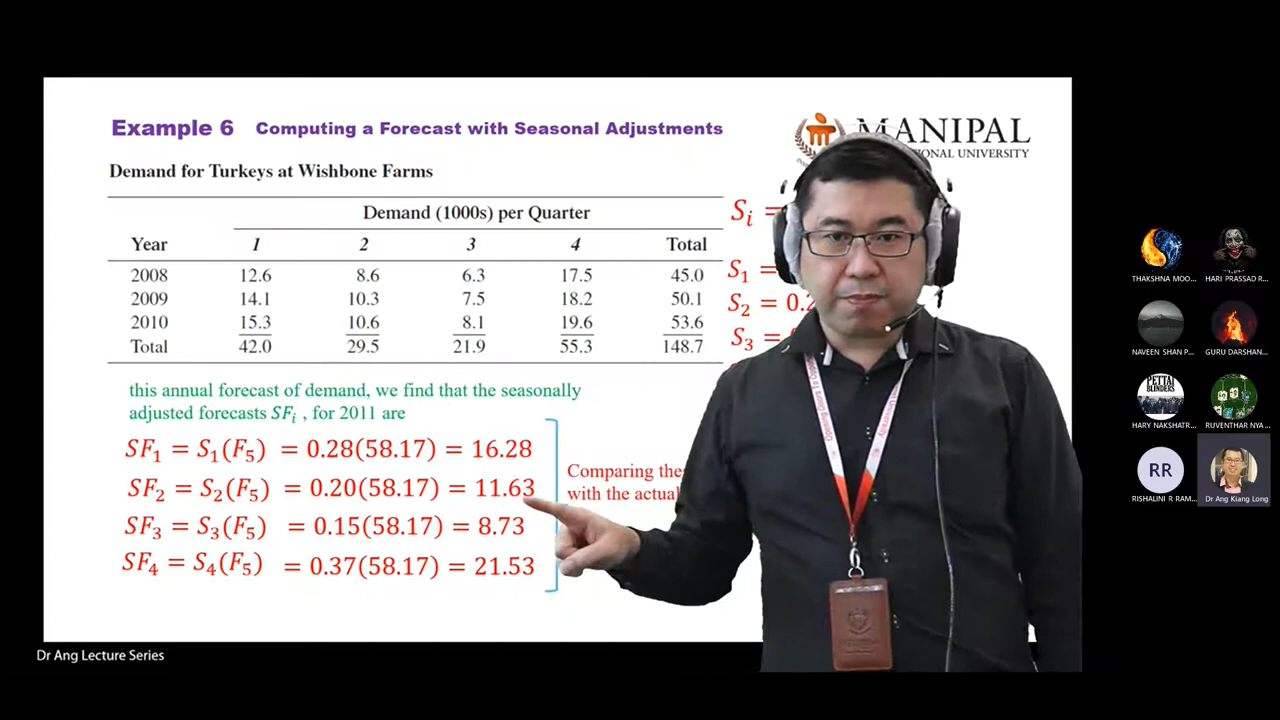 Example 6 Computing a Forecast with Seasonal Adjustments
MANIPAL
UNIVERSITY
Demand for Turkeys at Wishbone Farms
Demand (1000s) per Quarter
Year 1 2 3 4 Total
2008 12.6 8.6 6.3 17.5 45.0
2009 14.1 10.3 7.5 18.2 50.1
2010 15.3 10.6 8.1 19.6 53.6
Total 42.0 29.5 21.9 55.3 148.7
Sᵢ =
S₁ =
S₂ = 0.2
S₃ =
this annual forecast of demand, we find that the seasonally
adjusted forecasts SFᵢ , for 2011 are
SF₁ = S₁(F₅) = 0.28(58.17) = 16.28
SF₂ = S₂(F₅) = 0.20(58.17) = 11.63
SF₃ = S₃(F₅) = 0.15(58.17) = 8.73
SF₄ = S₄(F₅) = 0.37(58.17) = 21.53
Comparing
with the actual
Dr Ang Lecture Series
THAKSHNA MOO...
HARI PRASSAD R...
NAVEEN SHAN P...
GURU DARSHAN...
PETTAI
BLINDERS
HARY NAKSHATR...
RUVENTHAR NYA...
RR
RISHALINI R RAM...
Dr Ang Kiang Long